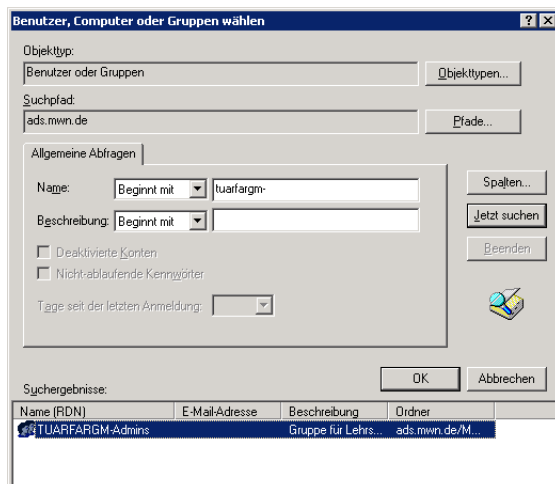 Benutzer, Computer oder Gruppen wählen
Objekttyp:
Benutzer oder Gruppen
Objekttypen...
Suchpfad:
ads.mwn.de
Pfade...
Allgemeine Abfragen
Name: Beginnt mit tuarfargm-
Spalten...
Beschreibung: Beginnt mit
Jetzt suchen
Deaktivierte Konten
Beenden
Nicht-ablaufende Kennwörter
Tage seit der letzten Anmeldung:
OK Abbrechen
Suchergebnisse:
Name (RDN) E-Mail-Adresse Beschreibung Ordner
TUARFARGM-Admins Gruppe für Lehrs... ads.mwn.de/M...